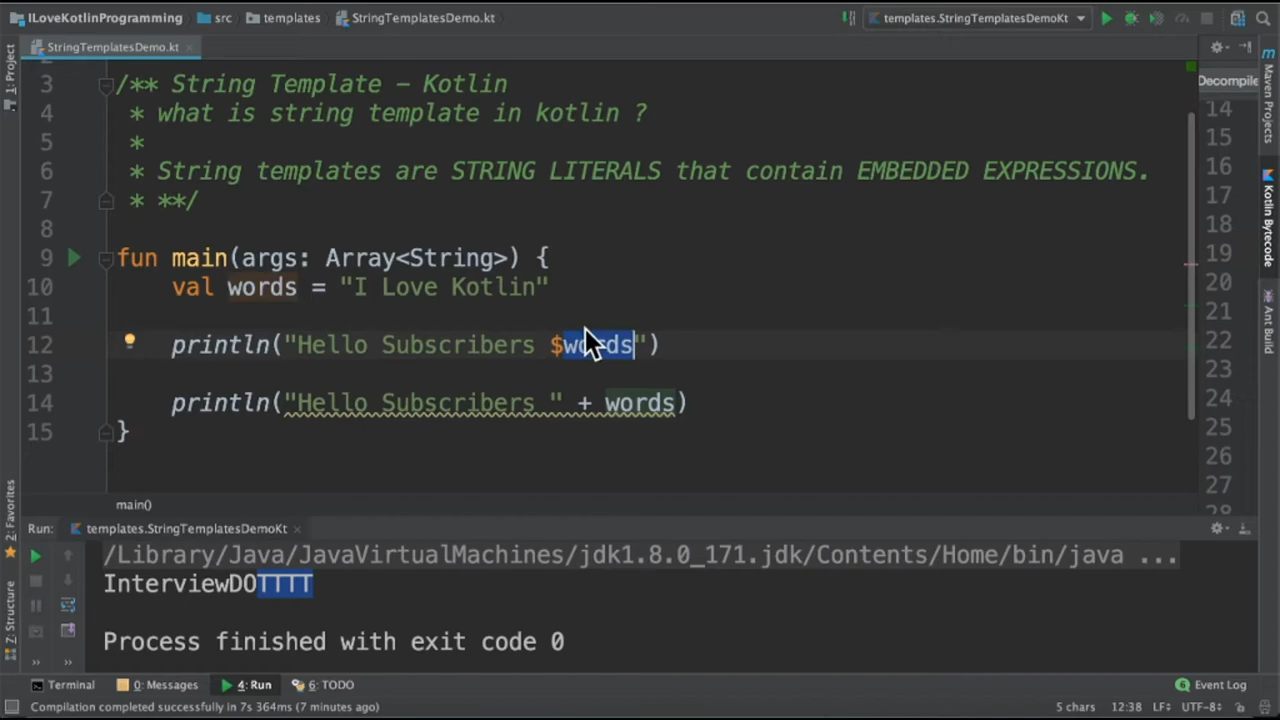 ILoveKotlinProgramming src templates StringTemplatesDemo.kt templates.StringTemplatesDemoKt
StringTemplatesDemo.kt
1: Project
Decompile
3 /** String Template – Kotlin
4 * what is string template in kotlin ?
5 *
6 * String templates are STRING LITERALS that contain EMBEDDED EXPRESSIONS.
7 * **/
8
9 fun main(args: Array<String>) {
10 val words = "I Love Kotlin"
11
12 println("Hello Subscribers $words")
13
14 println("Hello Subscribers " + words)
15 }
14
15
16
17
18
19
20
21
22
23
24
25
26
27
28
Maven Projects
Kotlin Bytecode
Ant Build
main()
2: Favorites
7: Structure
Run: templates.StringTemplatesDemoKt
/Library/Java/JavaVirtualMachines/jdk1.8.0_171.jdk/Contents/Home/bin/java ...
InterviewDOTTTT
Process finished with exit code 0
Terminal 0: Messages 4: Run 6: TODO 6 Event Log
Compilation completed successfully in 7s 364ms (7 minutes ago) 5 chars 12:38 LF÷ UTF-8÷